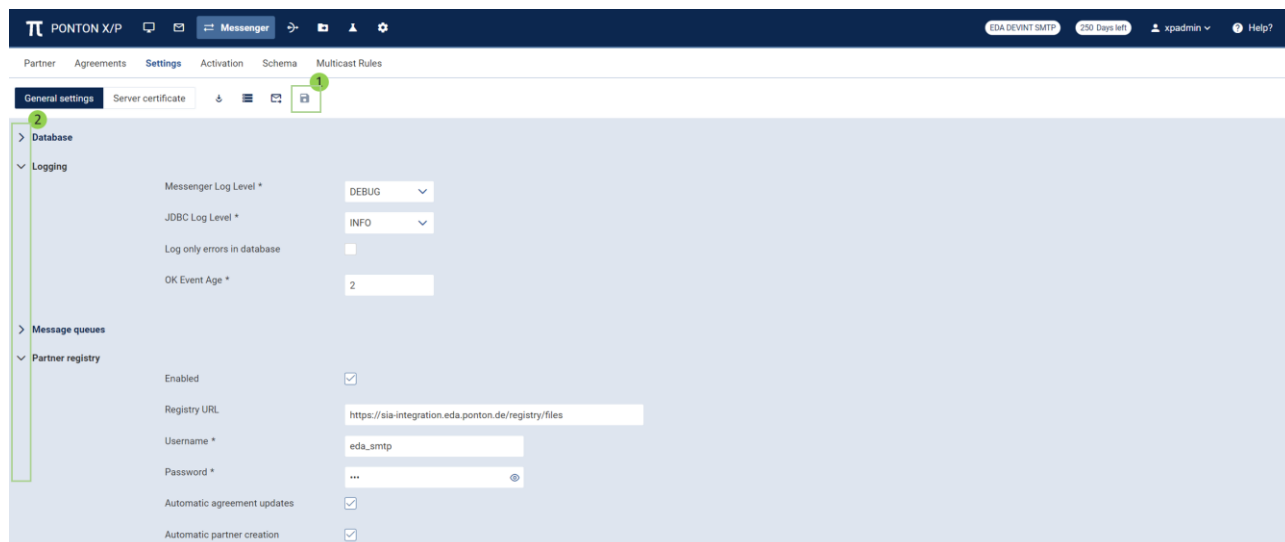 PONTON X/P Messenger EDA DEVINT SMTP 250 Days left xpadmin Help?
Partner Agreements Settings Activation Schema Multicast Rules
1
General settings Server certificate
2
Database
Logging
Messenger Log Level * DEBUG
JDBC Log Level * INFO
Log only errors in database
OK Event Age * 2
Message queues
Partner registry
Enabled
Registry URL https://sia-integration.eda.ponton.de/registry/files
Username * eda_smtp
Password * •••
Automatic agreement updates
Automatic partner creation